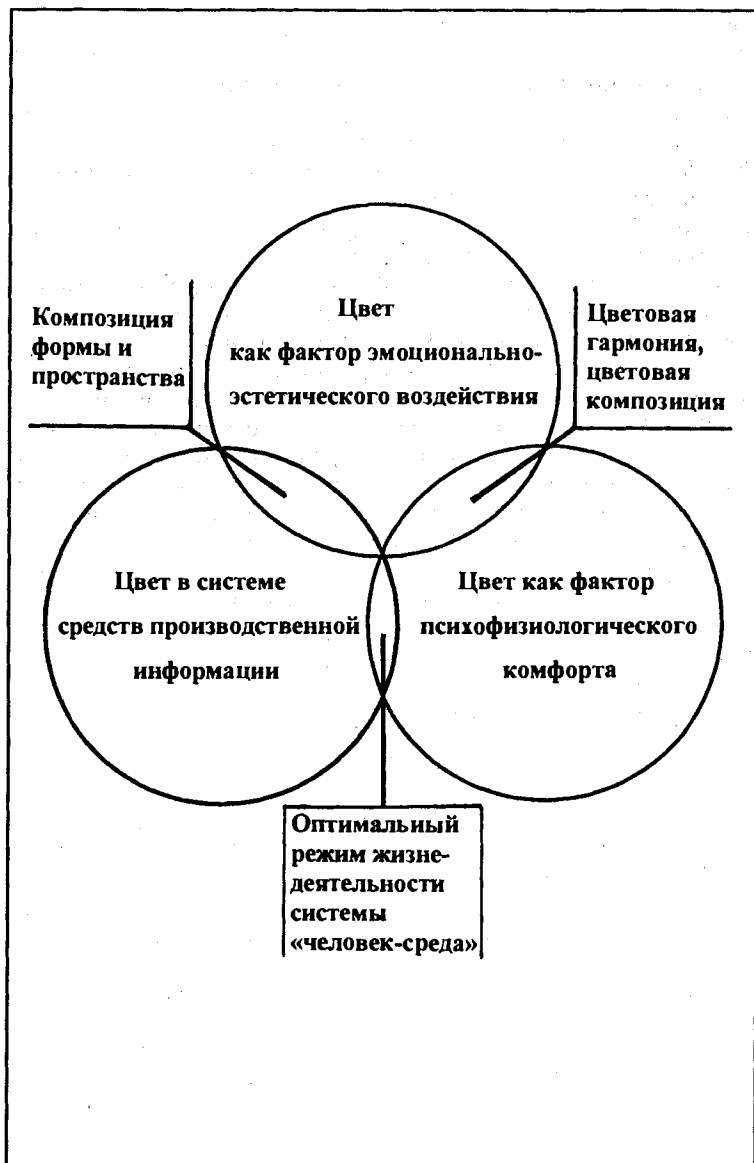 Композиция
формы и
пространства
Цвет
как фактор эмоционально-
эстетического воздействия
Цветовая
гармония,
цветовая
композиция
Цвет в системе
средств производственной
информации
Цвет как фактор
психофизиологического
комфорта
Оптимальный
режим жизне-
деятельности
системы
«человек-среда»